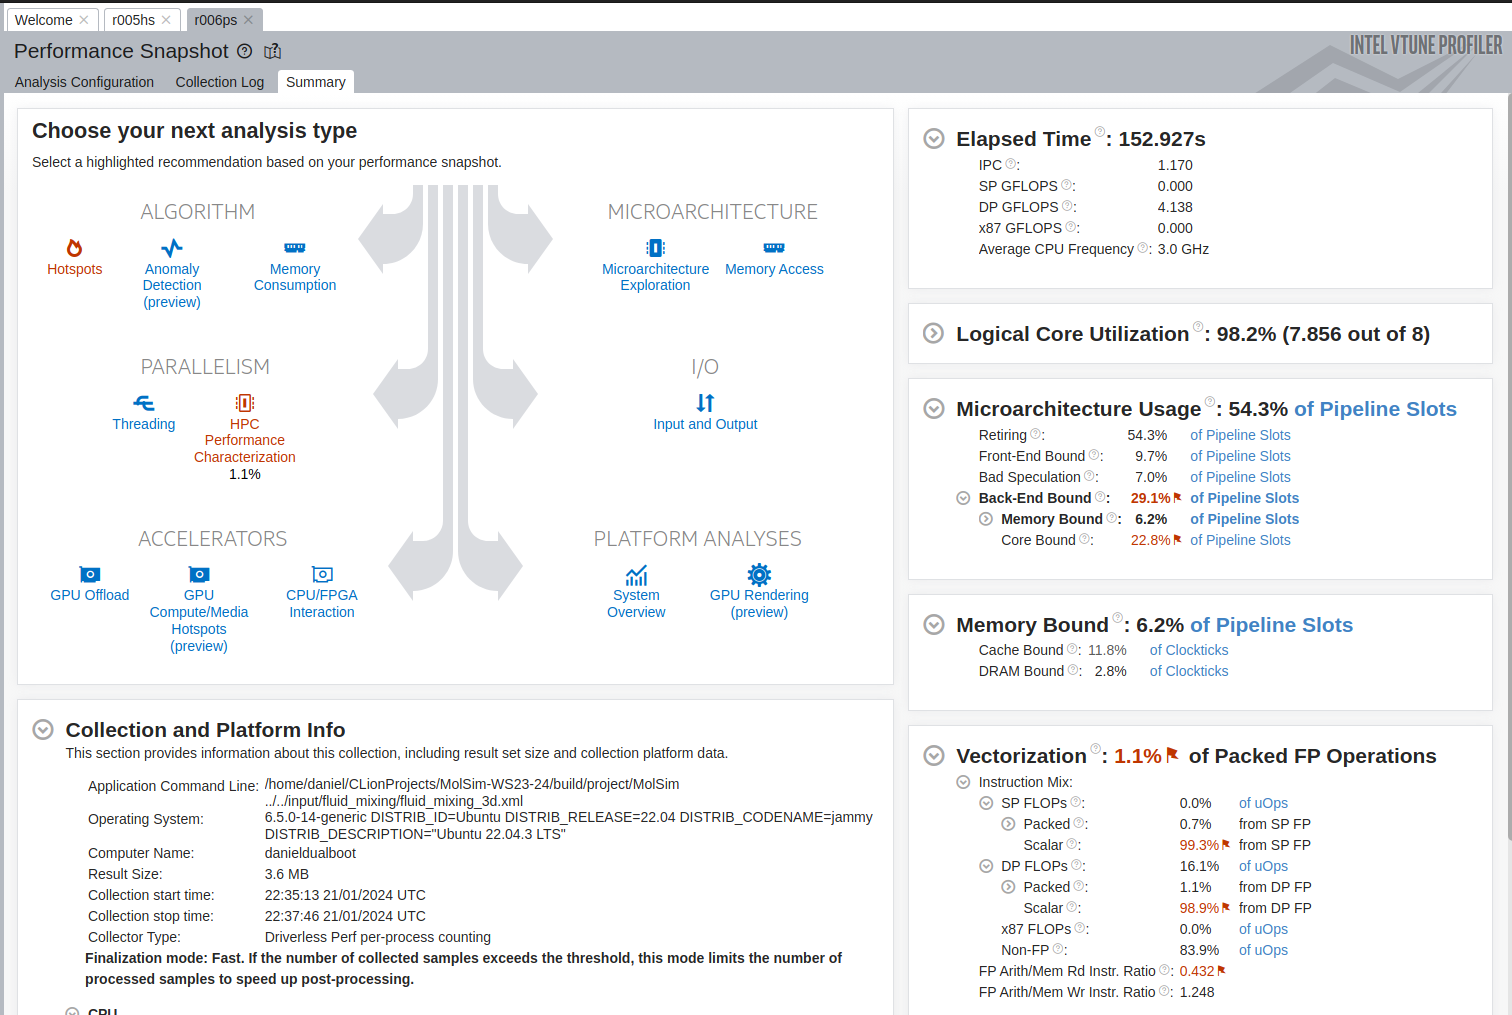 Welcome
r005hs
r006ps
Performance Snapshot
INTEL VTUNE PROFILER
Analysis Configuration
Collection Log
Summary
Choose your next analysis type
Select a highlighted recommendation based on your performance snapshot.
ALGORITHM
Hotspots
Anomaly
Detection
(preview)
Memory
Consumption
MICROARCHITECTURE
Microarchitecture
Exploration
Memory Access
PARALLELISM
Threading
HPC
Performance
Characterization
1.1%
I/O
Input and Output
ACCELERATORS
GPU Offload
GPU
Compute/Media
Hotspots
(preview)
CPU/FPGA
Interaction
PLATFORM ANALYSES
System
Overview
GPU Rendering
(preview)
Collection and Platform Info
This section provides information about this collection, including result set size and collection platform data.
Application Command Line: /home/daniel/CLionProjects/MolSim-WS23-24/build/project/MolSim
../../input/fluid_mixing/fluid_mixing_3d.xml
Operating System: 6.5.0-14-generic DISTRIB_ID=Ubuntu DISTRIB_RELEASE=22.04 DISTRIB_CODENAME=jammy
DISTRIB_DESCRIPTION="Ubuntu 22.04.3 LTS"
Computer Name: danieldualboot
Result Size: 3.6 MB
Collection start time: 22:35:13 21/01/2024 UTC
Collection stop time: 22:37:46 21/01/2024 UTC
Collector Type: Driverless Perf per-process counting
Finalization mode: Fast. If the number of collected samples exceeds the threshold, this mode limits the number of
processed samples to speed up post-processing.
CPU
Elapsed Time ?: 152.927s
IPC ?: 1.170
SP GFLOPS ?: 0.000
DP GFLOPS ?: 4.138
x87 GFLOPS ?: 0.000
Average CPU Frequency ?: 3.0 GHz
Logical Core Utilization ?: 98.2% (7.856 out of 8)
Microarchitecture Usage ?: 54.3% of Pipeline Slots
Retiring ?: 54.3% of Pipeline Slots
Front-End Bound ?: 9.7% of Pipeline Slots
Bad Speculation ?: 7.0% of Pipeline Slots
Back-End Bound ?: 29.1% of Pipeline Slots
Memory Bound ?: 6.2% of Pipeline Slots
Core Bound ?: 22.8% of Pipeline Slots
Memory Bound ?: 6.2% of Pipeline Slots
Cache Bound ?: 11.8% of Clockticks
DRAM Bound ?: 2.8% of Clockticks
Vectorization ?: 1.1% of Packed FP Operations
Instruction Mix:
SP FLOPs ?: 0.0% of uOps
Packed ?: 0.7% from SP FP
Scalar ?: 99.3% from SP FP
DP FLOPs ?: 16.1% of uOps
Packed ?: 1.1% from DP FP
Scalar ?: 98.9% from DP FP
x87 FLOPs ?: 0.0% of uOps
Non-FP ?: 83.9% of uOps
FP Arith/Mem Rd Instr. Ratio ?: 0.432
FP Arith/Mem Wr Instr. Ratio ?: 1.248